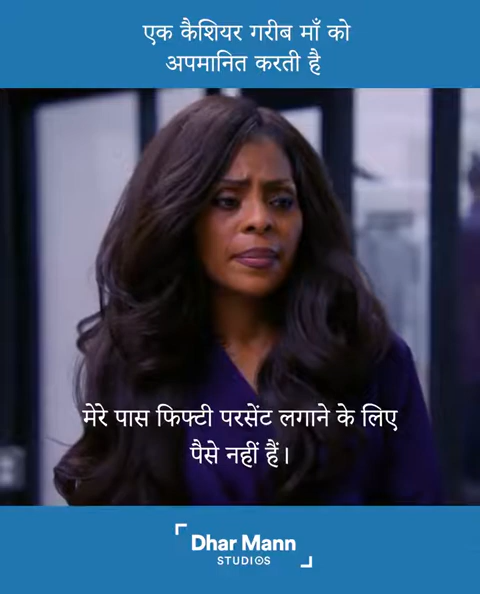 एक कैशियर गरीब माँ को
अपमानित करती है
मेरे पास फिफ्टी परसेंट लगाने के लिए
पैसे नहीं हैं।
Dhar Mann
STUDIOS